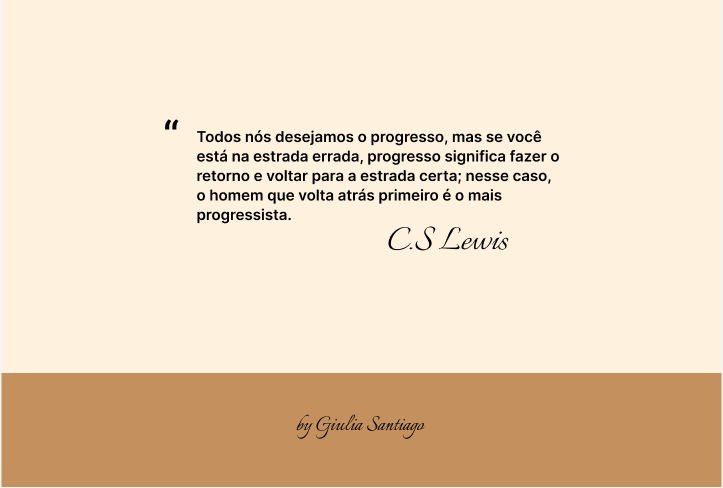 “
Todos nós desejamos o progresso, mas se você
está na estrada errada, progresso significa fazer o
retorno e voltar para a estrada certa; nesse caso,
o homem que volta atrás primeiro é o mais
progressista.
C.S Lewis
by Giulia Santiago